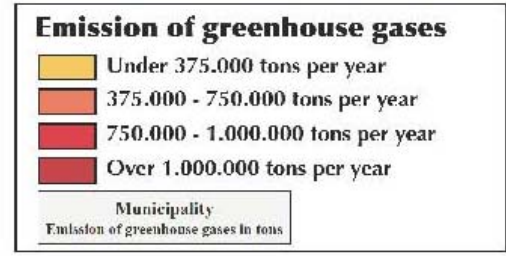 Emission of greenhouse gases
Under 375.000 tons per year
375.000 - 750.000 tons per year
750.000 - 1.000.000 tons per year
Over 1.000.000 tons per year
Municipality
Emission of greenhouse gases in tons